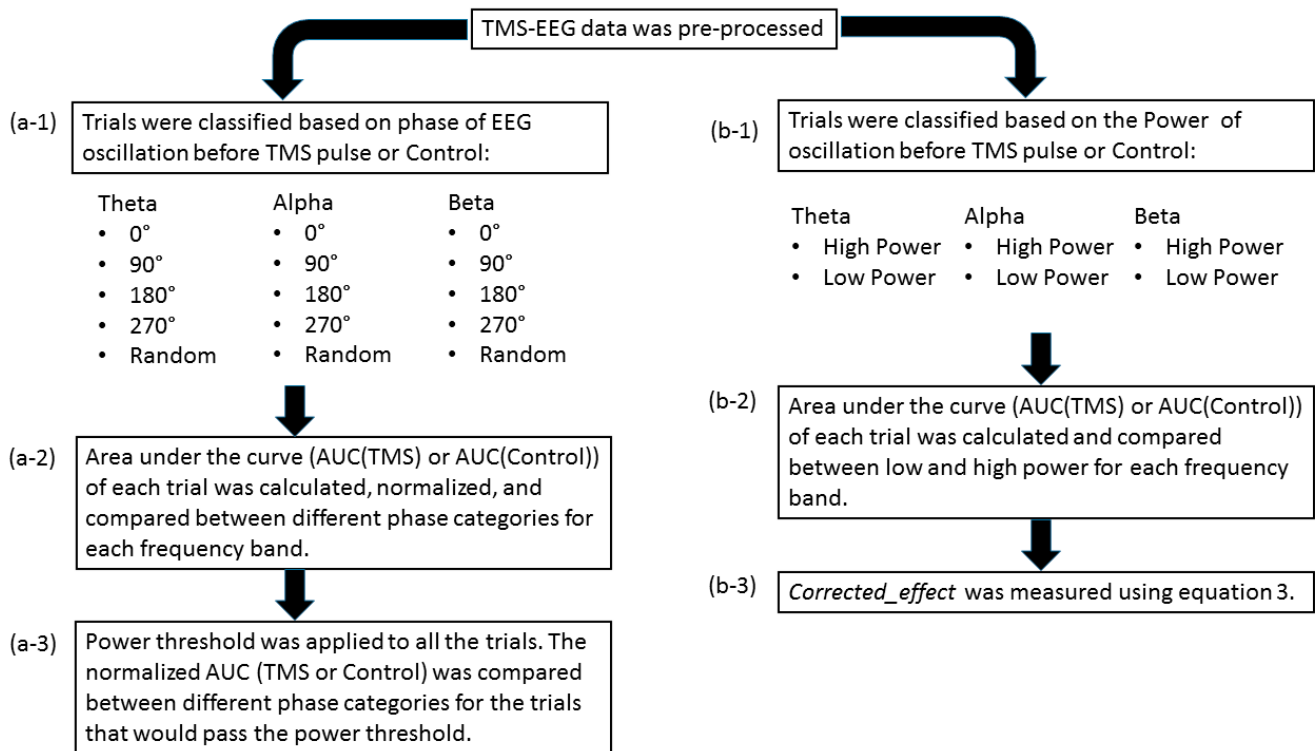 TMS-EEG data was pre-processed
(a-1)
Trials were classified based on phase of EEG
oscillation before TMS pulse or Control:
Theta
• 0°
• 90°
• 180°
• 270°
• Random
Alpha
• 0°
• 90°
• 180°
• 270°
• Random
Beta
• 0°
• 90°
• 180°
• 270°
• Random
(a-2)
Area under the curve (AUC(TMS) or AUC(Control))
of each trial was calculated, normalized, and
compared between different phase categories for
each frequency band.
(a-3)
Power threshold was applied to all the trials. The
normalized AUC (TMS or Control) was compared
between different phase categories for the trials
that would pass the power threshold.
(b-1)
Trials were classified based on the Power of
oscillation before TMS pulse or Control:
Theta
• High Power
• Low Power
Alpha
• High Power
• Low Power
Beta
• High Power
• Low Power
(b-2)
Area under the curve (AUC(TMS) or AUC(Control))
of each trial was calculated and compared
between low and high power for each frequency
band.
(b-3)
Corrected_effect was measured using equation 3.